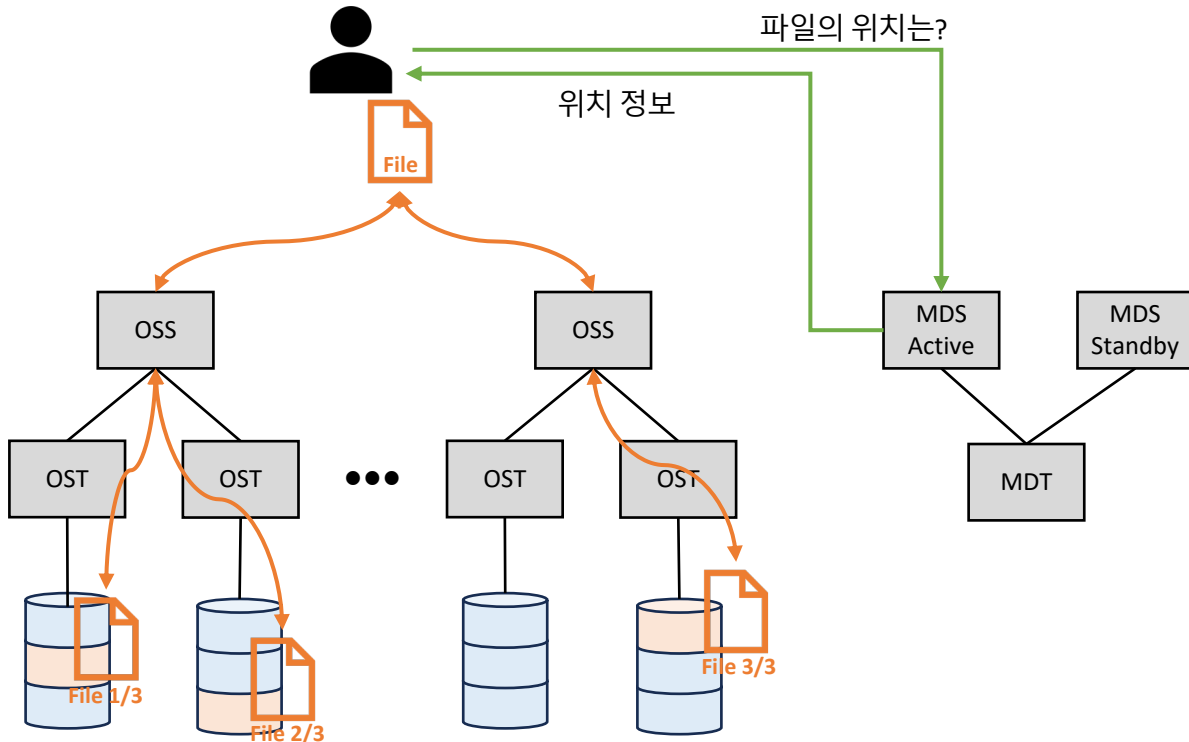 파일의 위치는?
위치 정보
File
OSS
OSS
MDS
Active
MDS
Standby
OST
OST
OST
OST
MDT
File 1/3
File 2/3
File 3/3